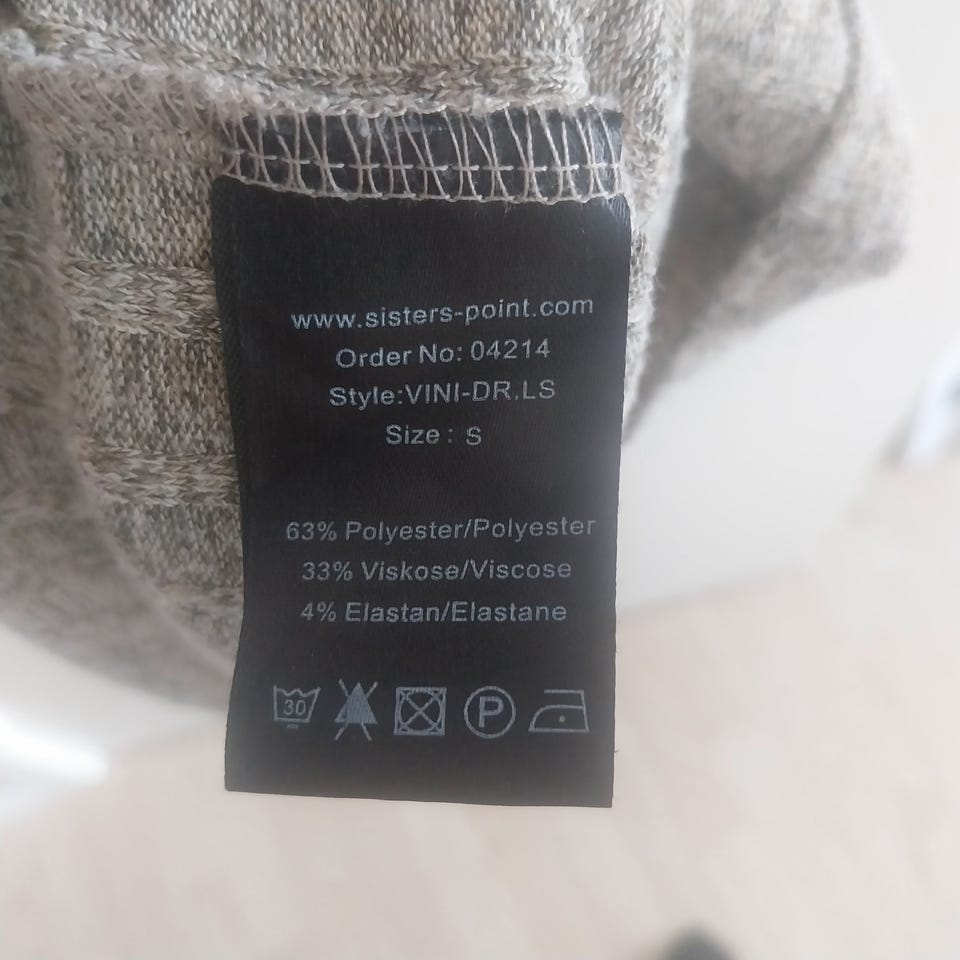 www.sisters-point.com
Order No: 04214
Style:VINI-DR.LS
Size: S
63% Polyester/Polyester
33% Viskose/Viscose
4% Elastan/Elastane
30 P